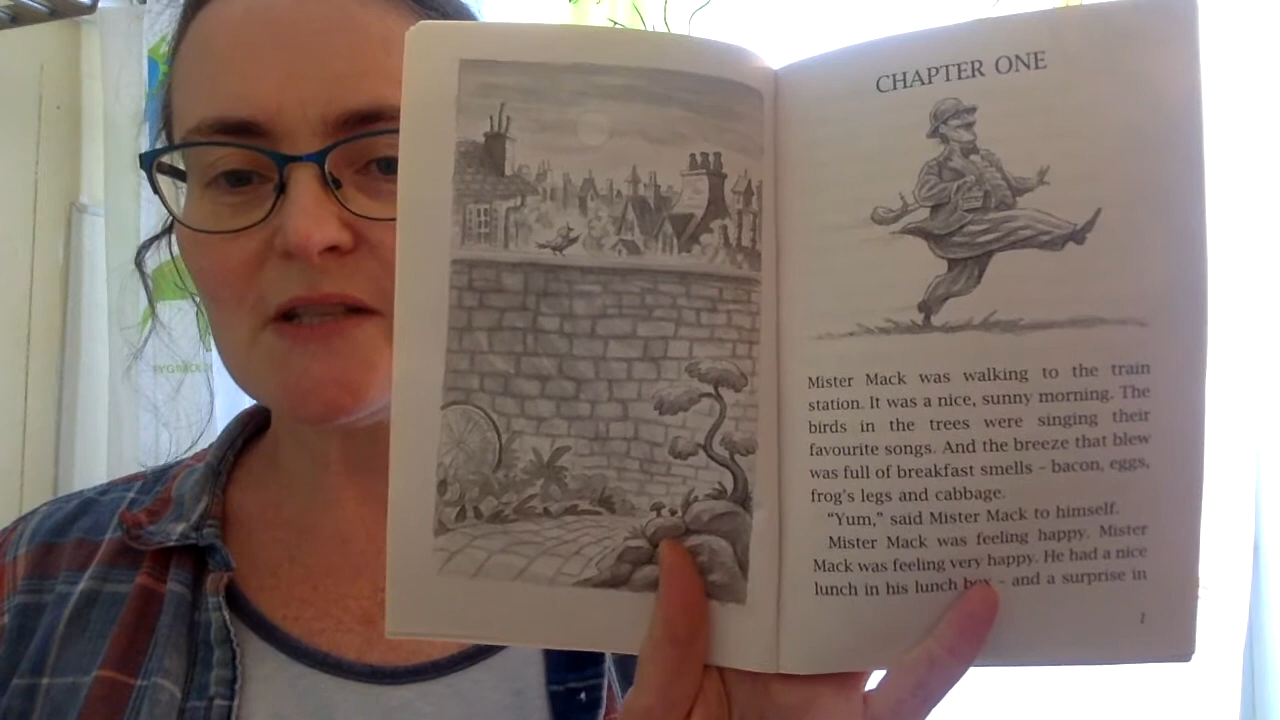 CHAPTER ONE
Mister Mack was walking to the train
station. It was a nice, sunny morning. The
birds in the trees were singing their
favourite songs. And the breeze that blew
was full of breakfast smells – bacon, eggs,
frog's legs and cabbage.
"Yum," said Mister Mack to himself.
Mister Mack was feeling happy. Mister
Mack was feeling very happy. He had a nice
lunch in his lunch box – and a surprise in